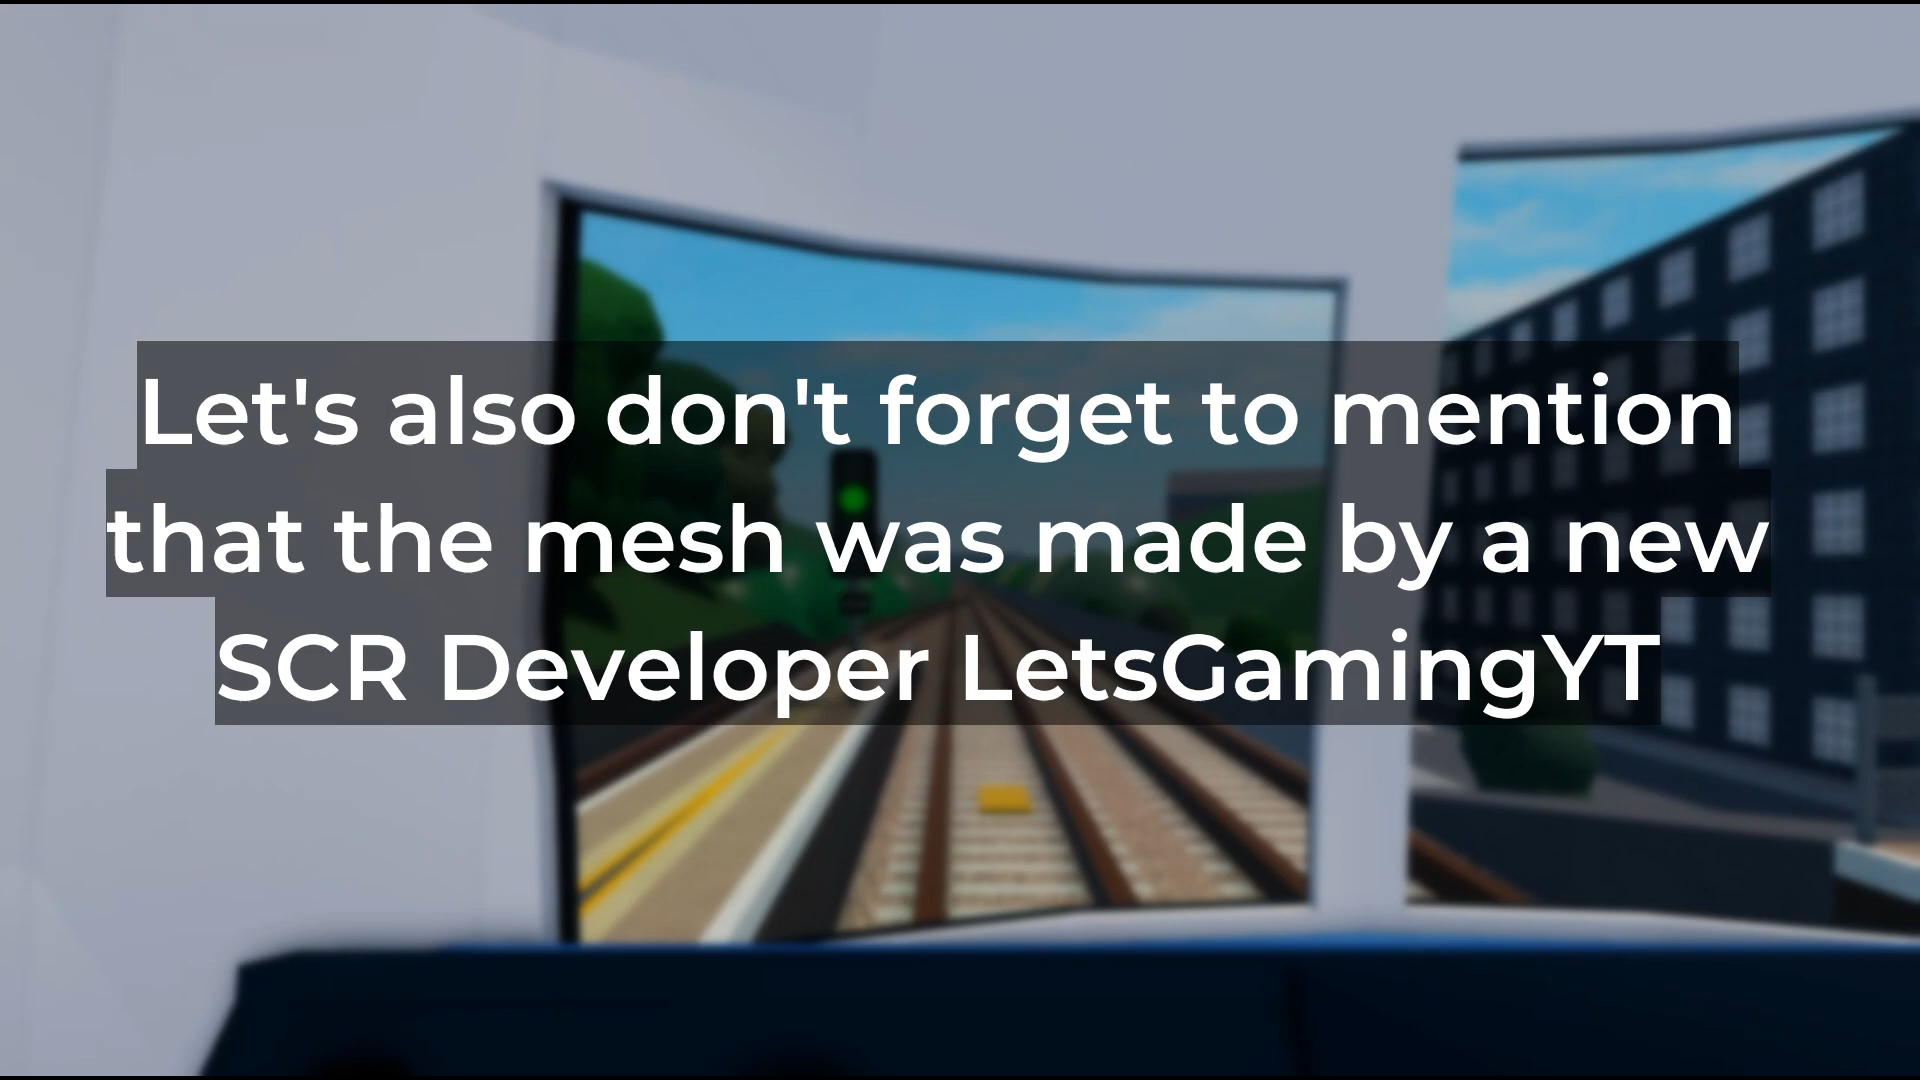 Let's also don't forget to mention
that the mesh was made by a new
SCR Developer LetsGamingYT